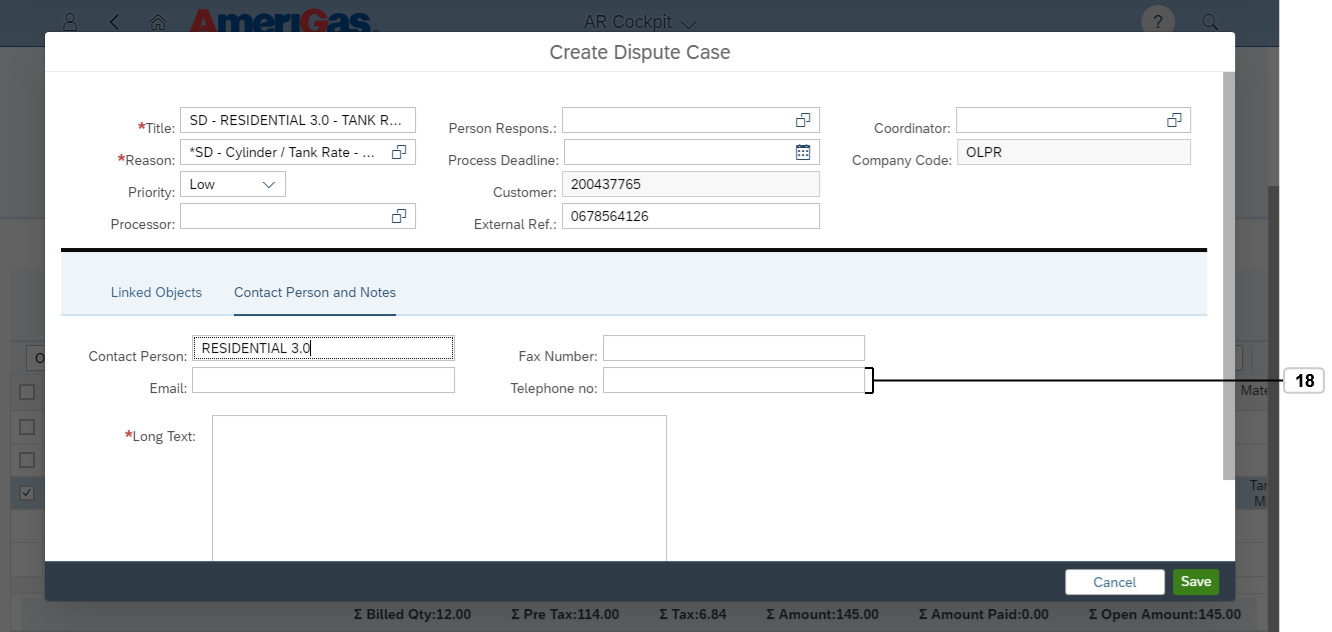 AmeriGas
AR Cockpit
?
Create Dispute Case
*Title: SD - RESIDENTIAL 3.0 - TANK R...
Person Respons.:
Coordinator:
*Reason: *SD - Cylinder / Tank Rate - ...
Process Deadline:
Company Code: OLPR
Priority: Low
Customer: 200437765
Processor:
External Ref.: 0678564126
Linked Objects
Contact Person and Notes
Contact Person: RESIDENTIAL 3.0
Fax Number:
Email:
Telephone no:
18
*Long Text:
Cancel
Save
Σ Billed Qty:12.00 Σ Pre Tax:114.00 Σ Tax:6.84 Σ Amount:145.00 Σ Amount Paid:0.00 Σ Open Amount:145.00